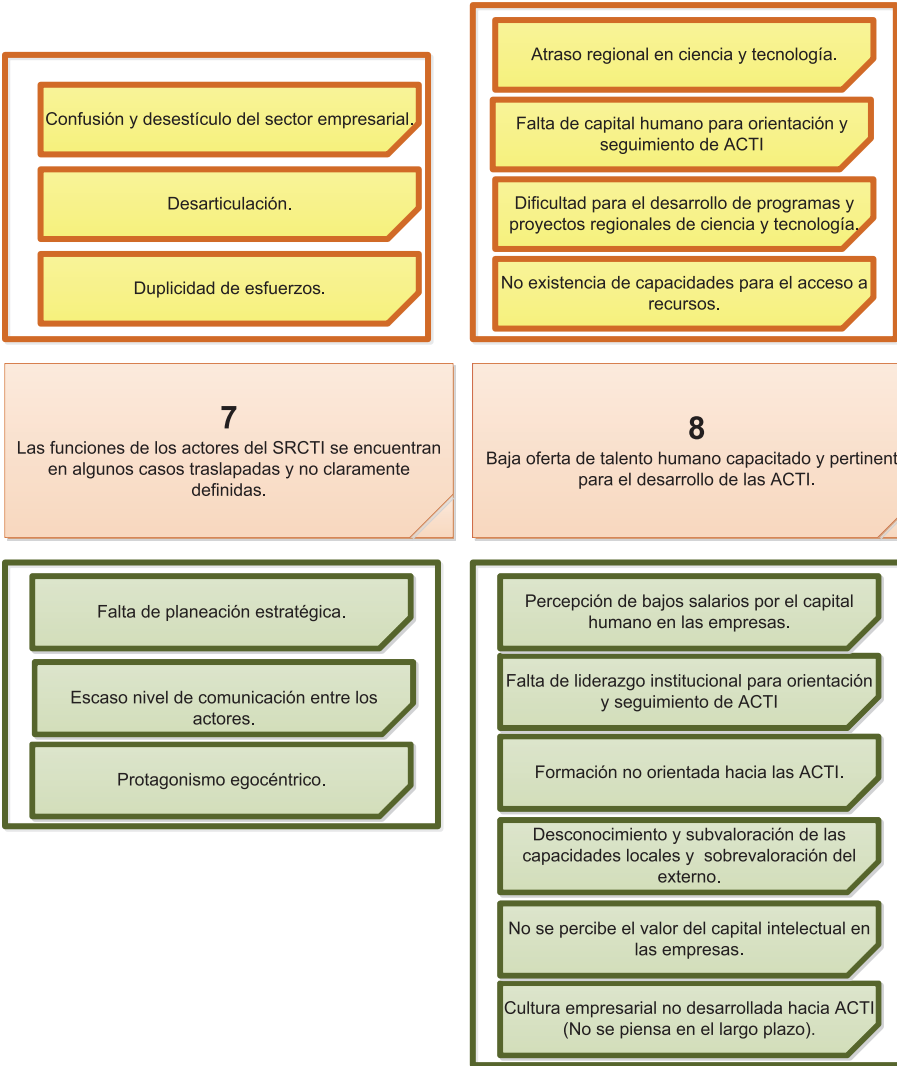 Confusión y desestículo del sector empresarial.
Desarticulación.
Duplicidad de esfuerzos.
Atraso regional en ciencia y tecnología.
Falta de capital humano para orientación y
seguimiento de ACTI
Dificultad para el desarrollo de programas y
proyectos regionales de ciencia y tecnología.
No existencia de capacidades para el acceso a
recursos.
7
Las funciones de los actores del SRCTI se encuentran
en algunos casos traslapadas y no claramente
definidas.
8
Baja oferta de talento humano capacitado y pertinent
para el desarrollo de las ACTI.
Falta de planeación estratégica.
Escaso nivel de comunicación entre los
actores.
Protagonismo egocéntrico.
Percepción de bajos salarios por el capital
humano en las empresas.
Falta de liderazgo institucional para orientación
y seguimiento de ACTI
Formación no orientada hacia las ACTI.
Desconocimiento y subvaloración de las
capacidades locales y  sobrevaloración del
externo.
No se percibe el valor del capital intelectual en
las empresas.
Cultura empresarial no desarrollada hacia ACTI
(No se piensa en el largo plazo).